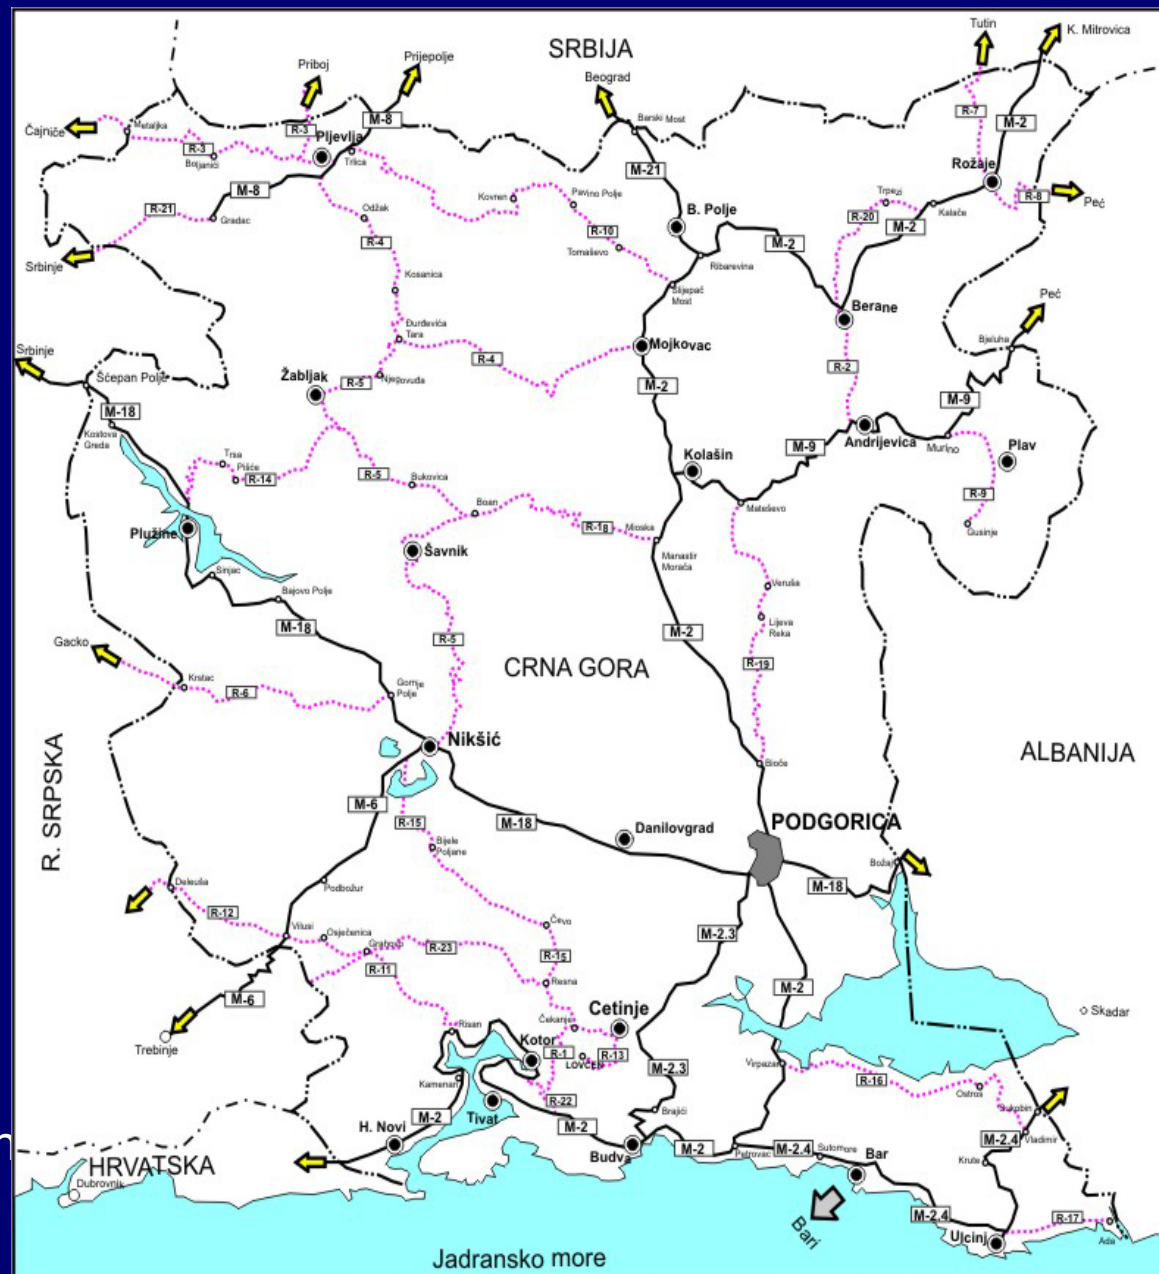 SRBIJA
Tutin
K. Mitrovica
Prijepolje
Priboj
Beograd
Čajniče
Metaljka
R-3
M-8
Barski Most
R-7
M-2
R-3
Pljevlja
Boljanići
Trlica
M-21
Rožaje
M-8
R-8
Peć
R-21
Gradac
Kovren
Pavino Polje
Trpezi
Kalače
Odžak
B. Polje
R-20
M-2
R-4
R-10
M-2
Tomaševo
Ribarevina
Srbinje
Kosanica
Slijepač
Most
Peć
Berane
Đurđevića
Tara
Mojkovac
Bjeluha
Srbinje
R-4
R-2
Šćepan Polje
Žabljak
R-5
Njegovuđa
M-2
M-9
M-18
Kostova
Greda
Andrijevica
Murino
Plav
M-9
Trsa
Kolašin
Pišće
R-14
R-5
Bukovica
R-9
Mateševo
Boan
R-18
Mioska
Gusinje
Plužine
Šavnik
Manastir
Morača
Sinjac
Veruša
Bajovo Polje
M-18
Lijeva
Reka
R-5
M-2
Gacko
CRNA GORA
R-19
Krstac
R-6
Gornje
Polje
Nikšić
ALBANIJA
Bioče
R. SRPSKA
M-6
R-15
M-18
Danilovgrad
PODGORICA
Bijele
Poljane
Božaj
Deleuša
Podbožur
M-18
R-12
Vilusi
Osječenica
Čevo
M-2.3
Grahovo
R-23
R-15
R-11
M-6
Resna
M-2
Cetinje
Skadar
Risan
Čekanje
Trebinje
Kotor
R-1
R-13
LOVĆEN
Virpazar
Kamenari
M-2.3
R-16
Ostros
R-22
Tivat
Brajići
Sukobin
M-2
H. Novi
M-2
Vladimir
M-2.4
Budva
M-2
Petrovac
M-2.4
Sutomore
Bar
Krute
HRVATSKA
Dubrovnik
M-2.4
Bari
R-17
Ada
Ulcinj
Jadransko more